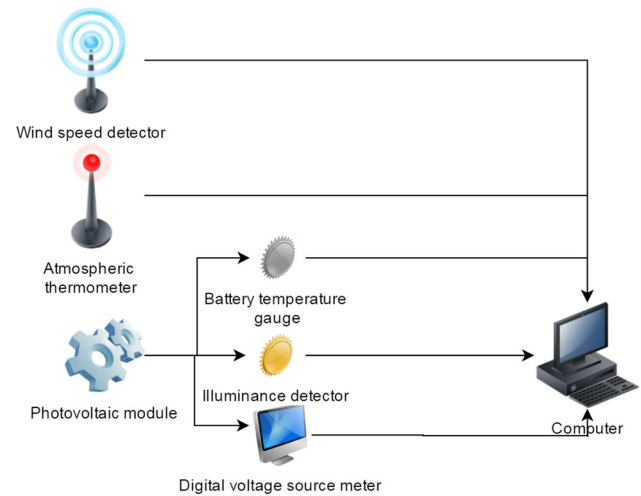 Wind speed detector
Atmospheric
thermometer
Battery temperature
gauge
Photovoltaic module
Illuminance detector
Computer
Digital voltage source meter